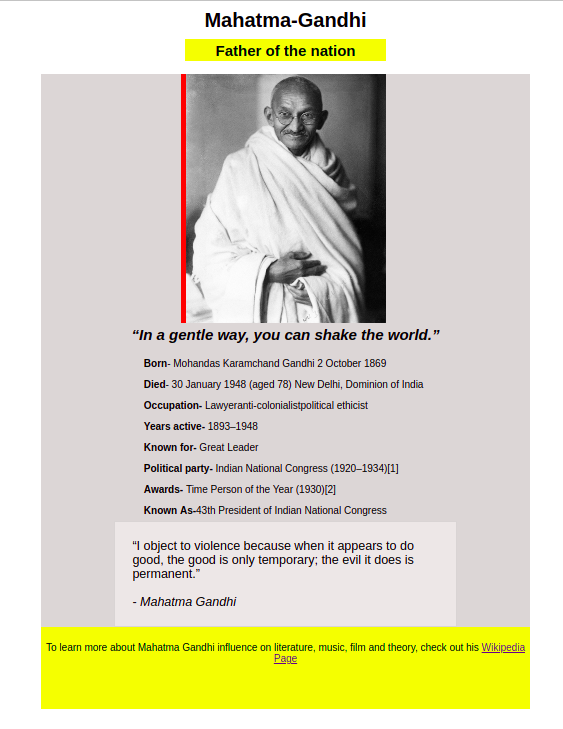 Mahatma-Gandhi
Father of the nation
“In a gentle way, you can shake the world.”
Born- Mohandas Karamchand Gandhi 2 October 1869
Died- 30 January 1948 (aged 78) New Delhi, Dominion of India
Occupation- Lawyeranti-colonialistpolitical ethicist
Years active- 1893–1948
Known for- Great Leader
Political party- Indian National Congress (1920–1934)[1]
Awards- Time Person of the Year (1930)[2]
Known As-43th President of Indian National Congress
“I object to violence because when it appears to do
good, the good is only temporary; the evil it does is
permanent.”
- Mahatma Gandhi
To learn more about Mahatma Gandhi influence on literature, music, film and theory, check out his Wikipedia
Page